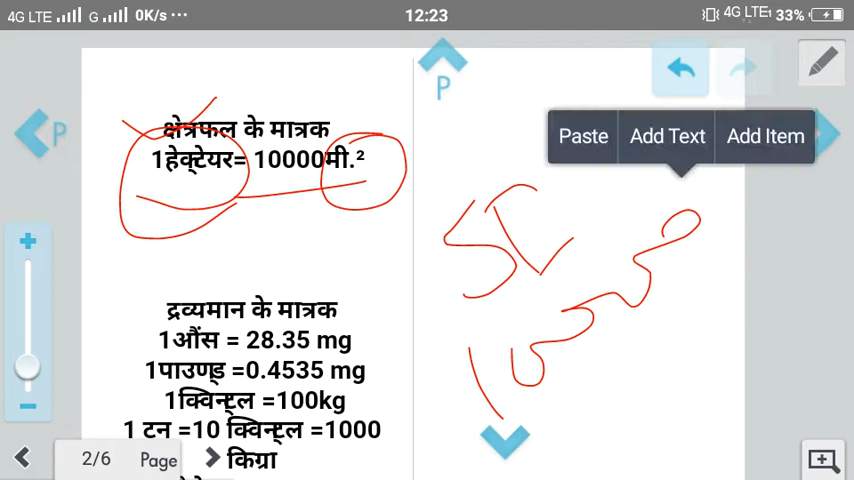 4G LTE G 0K/s ··· 12:23 4G LTE 33%
P
P
Paste Add Text Add Item
क्षेत्रफल के मात्रक
1हेक्टेयर= 10000मी.²
द्रव्यमान के मात्रक
1औंस = 28.35 mg
1पाउण्ड =0.4535 mg
1क्विन्टल =100kg
1 टन =10 क्विन्टल =1000
किग्रा
2/6 Page